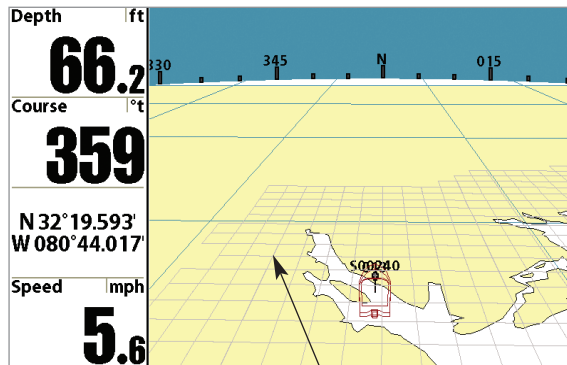 Depth ft
66.2
Course °t
359
N 32°19.593'
W 080°44.017'
Speed mph
5.6
330 345 N 015
S00240